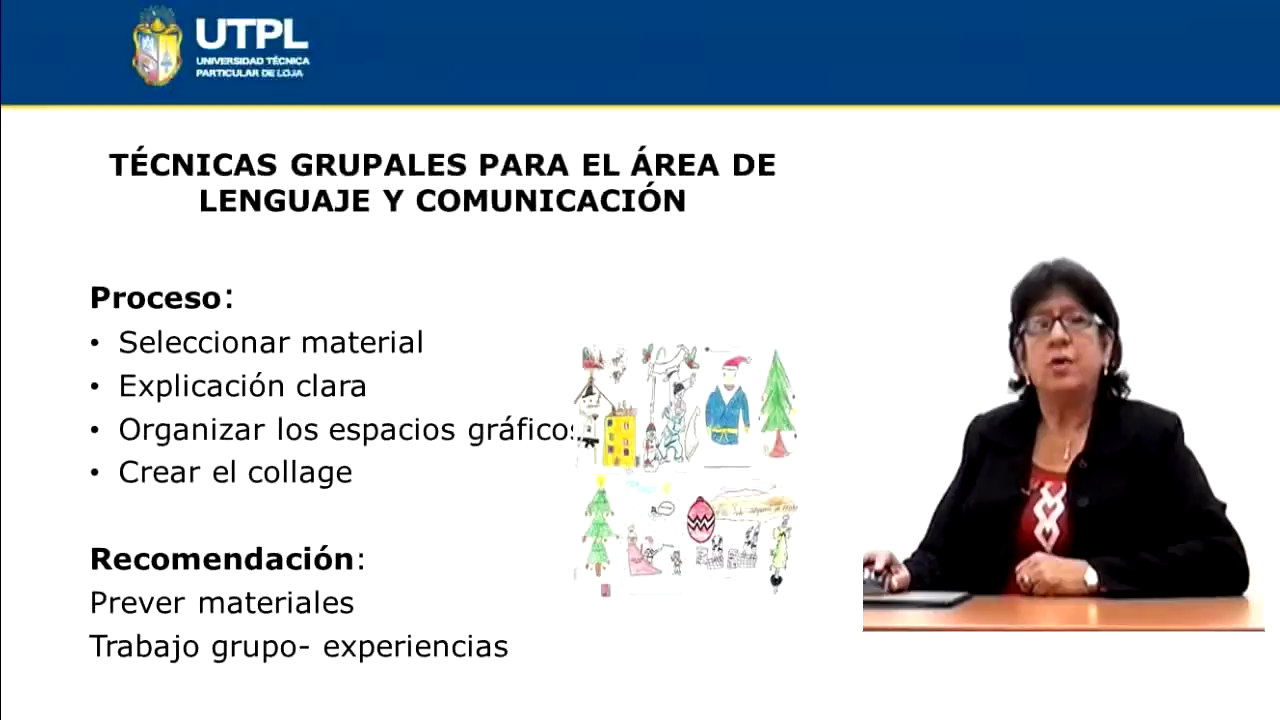 UTPL
UNIVERSIDAD TÉCNICA
PARTICULAR DE LOJA
TÉCNICAS GRUPALES PARA EL ÁREA DE
LENGUAJE Y COMUNICACIÓN
Proceso:
• Seleccionar material
• Explicación clara
• Organizar los espacios gráficos
• Crear el collage
Recomendación:
Prever materiales
Trabajo grupo- experiencias